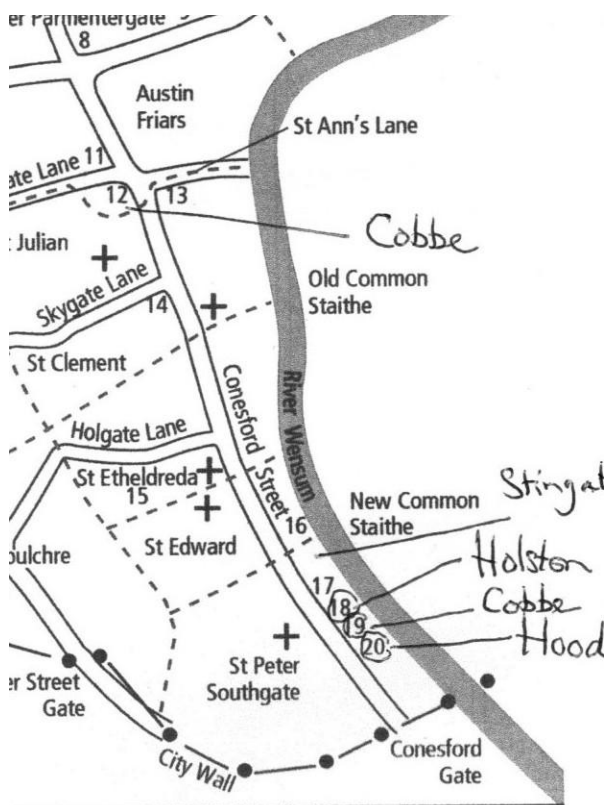 er Parmentergate
8
Austin
Friars
St Ann's Lane
ate Lane 11
12
13
Cobbe
Julian
Skygate Lane
14
Old Common
Staithe
St Clement
Conesford
Street
River Wensum
Holgate Lane
St Etheldreda
15
16
New Common
Staithe
Stingat
St Edward
pulchre
17
18
Holston
19
Cobbe
20
Hood
St Peter
Southgate
er Street
Gate
City Wall
Conesford
Gate